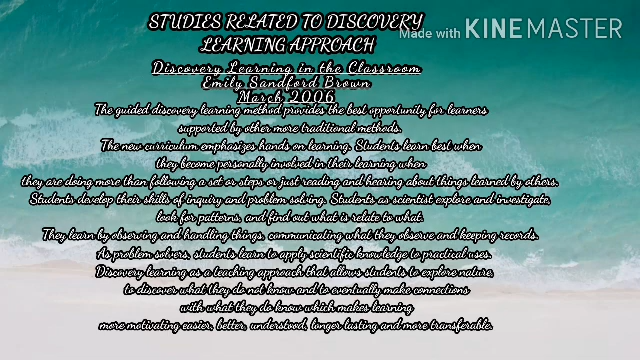 STUDIES RELATED TO DISCOVERY
LEARNING APPROACH
Made with KINEMASTER
Discovery Learning in the Classroom
Emily Sandford Brown
March 2006
The guided discovery learning method provides the best opportunity for learners
supported by other more traditional methods.
The new curriculum emphasizes hands on learning. Students learn best when
they become personally involved in their learning when
they are doing more than following a set or steps or just reading and hearing about things learned by others.
Students develop their skills of inquiry and problem solving. Students as scientist explore and investigate,
look for patterns, and find out what is relate to what.
They learn by observing and handling things, communicating what they observe and keeping records.
As problem solvers, students learn to apply scientific knowledge to practical uses.
Discovery learning as a teaching approach that allows students to explore nature,
to discover what they do not know and to eventually make connections
with what they do know which makes learning
more motivating easier, better, understood, longer lasting and more transferable.